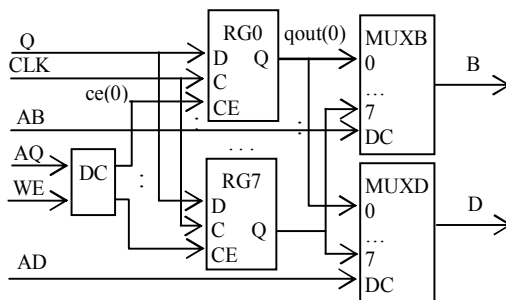 Q
CLK
ce(0)
AB
AQ
WE
AD
DC
RG0
D
C
Q
CE
...
RG7
D
C
Q
CE
qout(0)
MUXB
0
...
7
DC
B
MUXD
0
...
7
DC
D